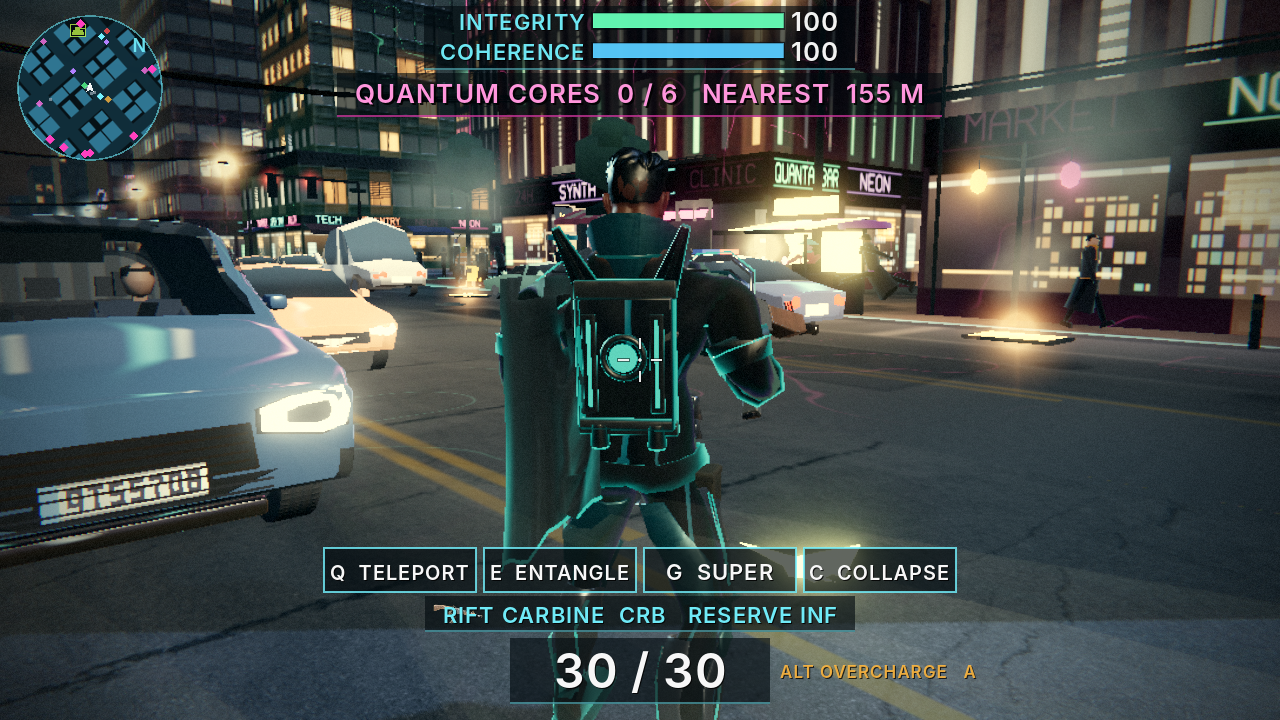 N
INTEGRITY 100
COHERENCE 100
QUANTUM CORES 0 / 6 NEAREST 155 M
MARKET
CLINIC
QUANTA BAR
SYNTH
NEON
TECH
Q TELEPORT
E ENTANGLE
G SUPER
C COLLAPSE
RIFT CARBINE CRB RESERVE INF
30 / 30
ALT OVERCHARGE A